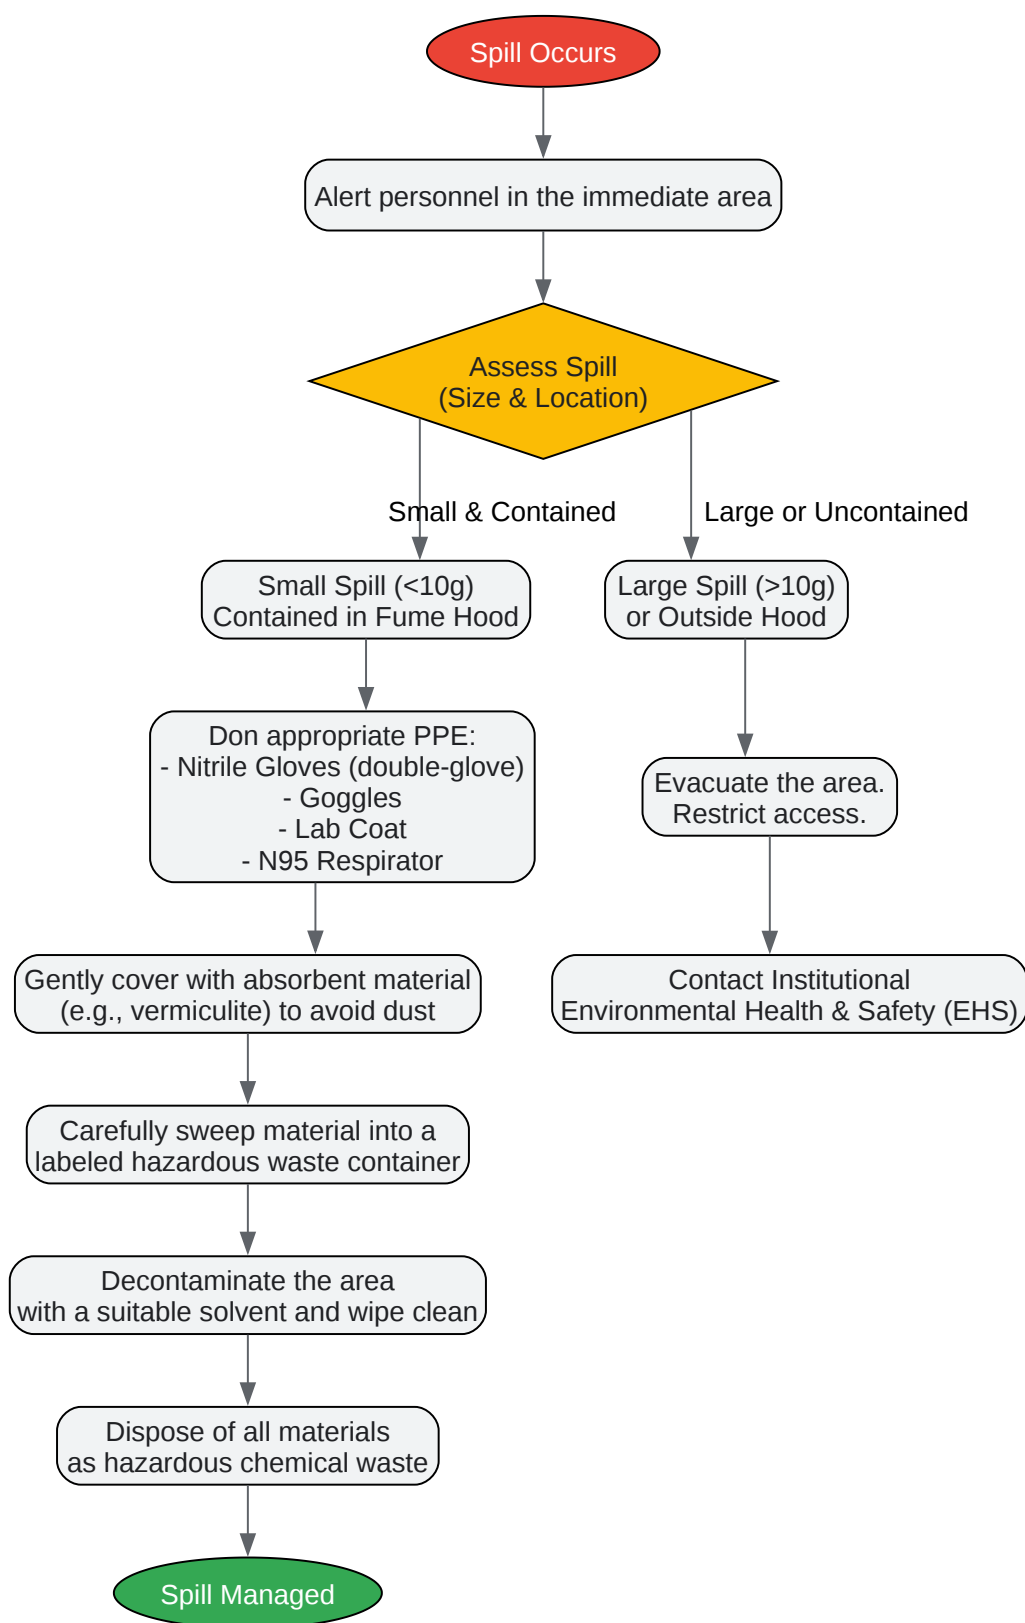 Spill Occurs
Alert personnel in the immediate area
Assess Spill
(Size & Location)
Small & Contained
Large or Uncontained
Small Spill (<10g)
Contained in Fume Hood
Large Spill (>10g)
or Outside Hood
Don appropriate PPE:
- Nitrile Gloves (double-glove)
- Goggles
- Lab Coat
- N95 Respirator
Evacuate the area.
Restrict access.
Gently cover with absorbent material
(e.g., vermiculite) to avoid dust
Contact Institutional
Environmental Health & Safety (EHS)
Carefully sweep material into a
labeled hazardous waste container
Decontaminate the area
with a suitable solvent and wipe clean
Dispose of all materials
as hazardous chemical waste
Spill Managed